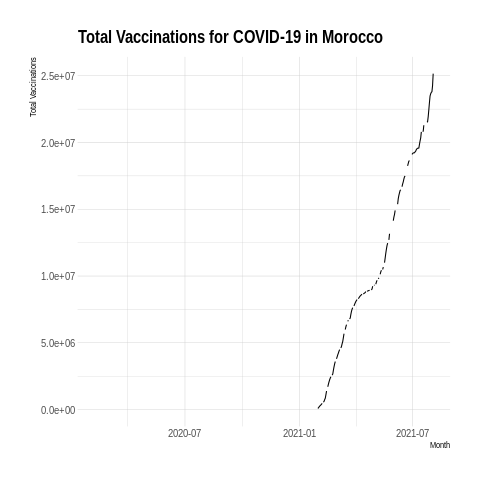 Total Vaccinations for COVID-19 in Morocco
Total Vaccinations
2.5e+07
2.0e+07
1.5e+07
1.0e+07
5.0e+06
0.0e+00
2020-07 2021-01 2021-07
Month